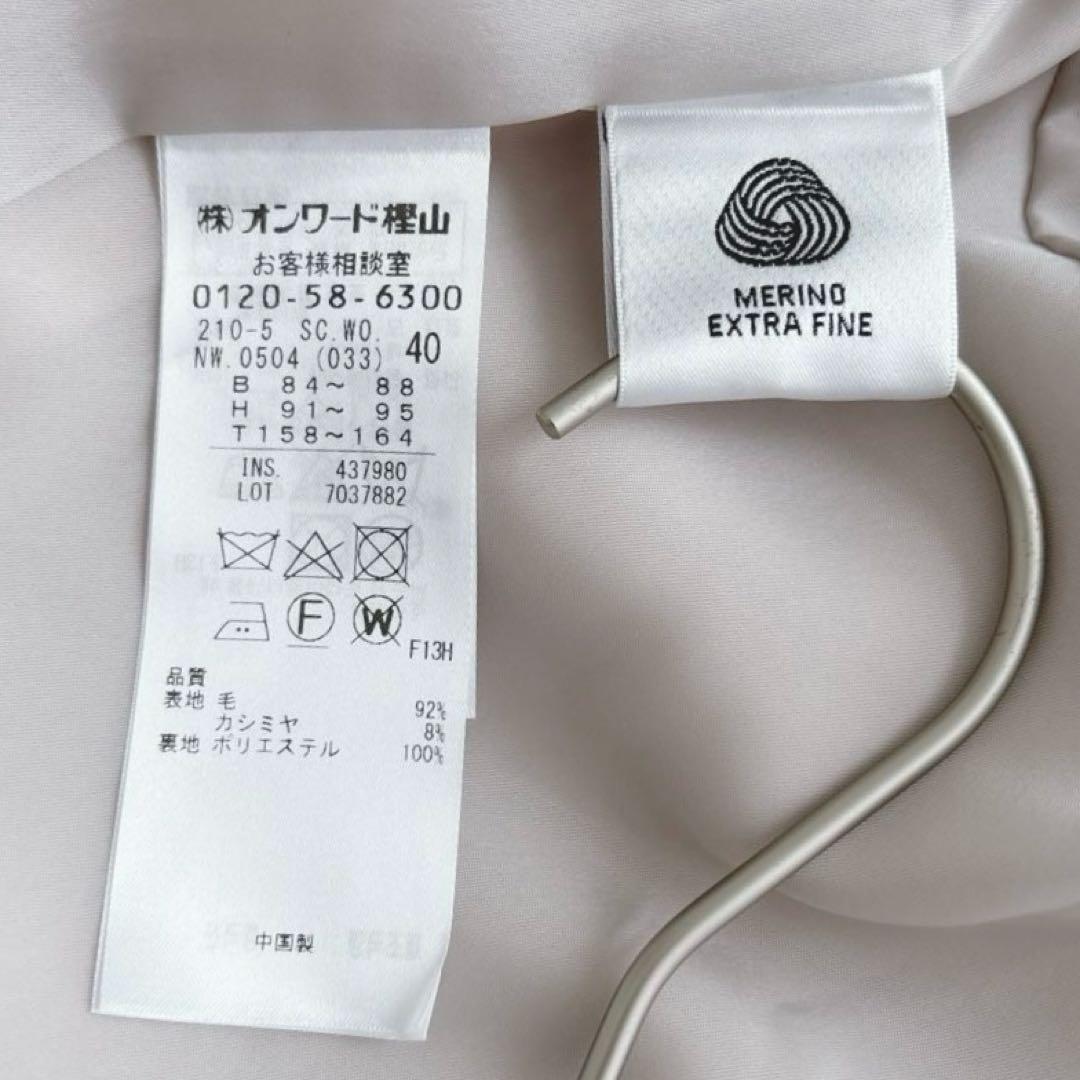 ㈱オンワード樫山
お客様相談室
0120-58-6300
210-5 SC.WO.
NW.0504 (033) 40
B 84~ 88
H 91~ 95
T158~164
INS. 437980
LOT 7037882
F W
F13H
品質
表地 毛 92%
カシミヤ 8%
裏地 ポリエステル 100%
中国製
MERINO
EXTRA FINE